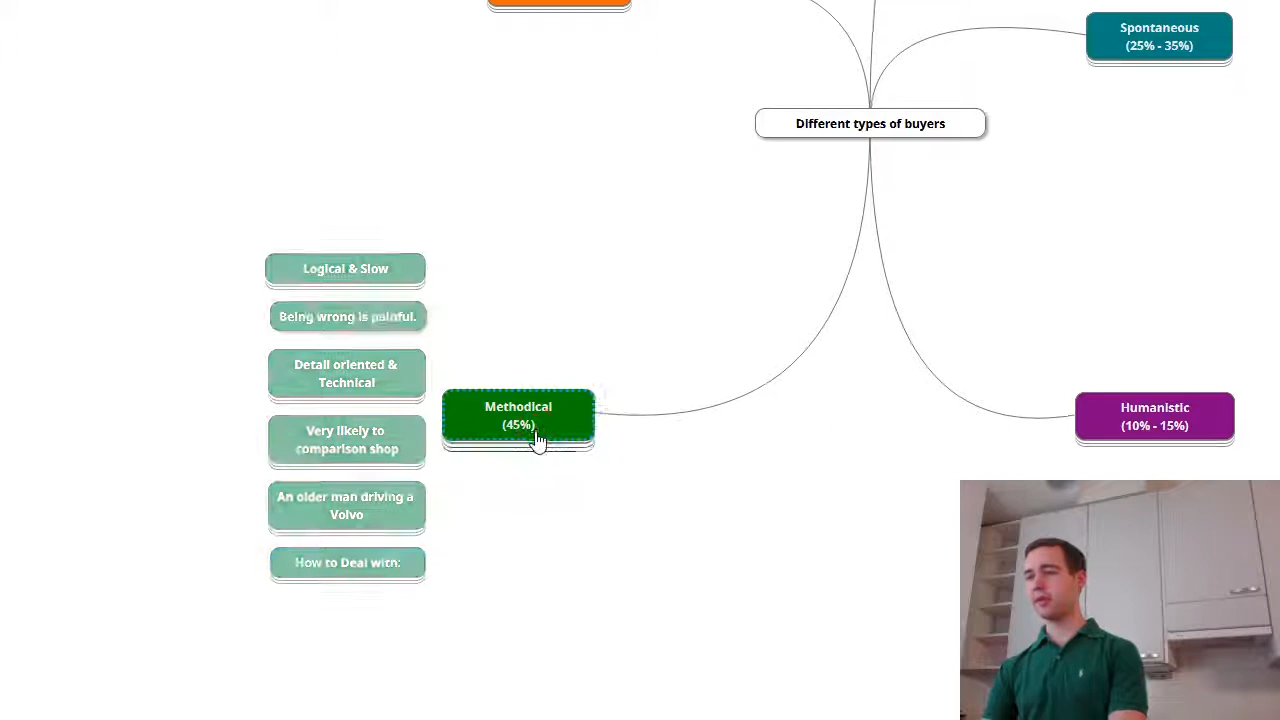 Spontaneous
(25% - 35%)
Different types of buyers
Logical & Slow
Being wrong is painful.
Detail oriented &
Technical
Very likely to
comparison shop
An older man driving a
Volvo
How to Deal with:
Methodical
(45%)
Humanistic
(10% - 15%)